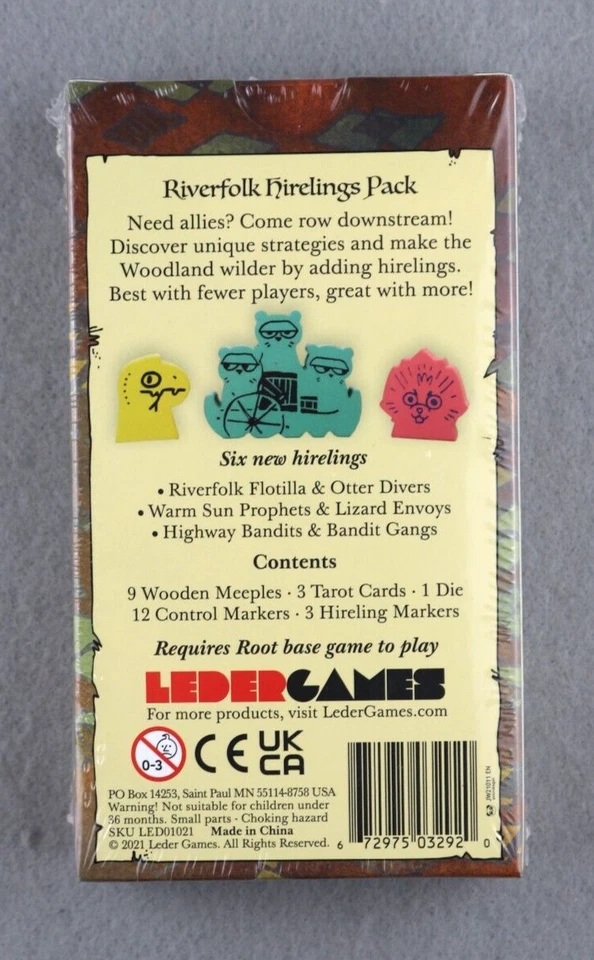 Riverfolk Hirelings Pack
Need allies? Come row downstream!
Discover unique strategies and make the
Woodland wilder by adding hirelings.
Best with fewer players, great with more!
Six new hirelings
• Riverfolk Flotilla & Otter Divers
• Warm Sun Prophets & Lizard Envoys
• Highway Bandits & Bandit Gangs
Contents
9 Wooden Meeples · 3 Tarot Cards · 1 Die
12 Control Markers · 3 Hireling Markers
Requires Root base game to play
LEDERGAMES
For more products, visit LederGames.com
0-3 CE UK
CA
PO Box 14253, Saint Paul MN 55114-8758 USA
Warning! Not suitable for children under
36 months. Small parts - Choking hazard
SKU LED01021 Made in China
© 2021 Leder Games. All Rights Reserved.
6 72975 03292 0